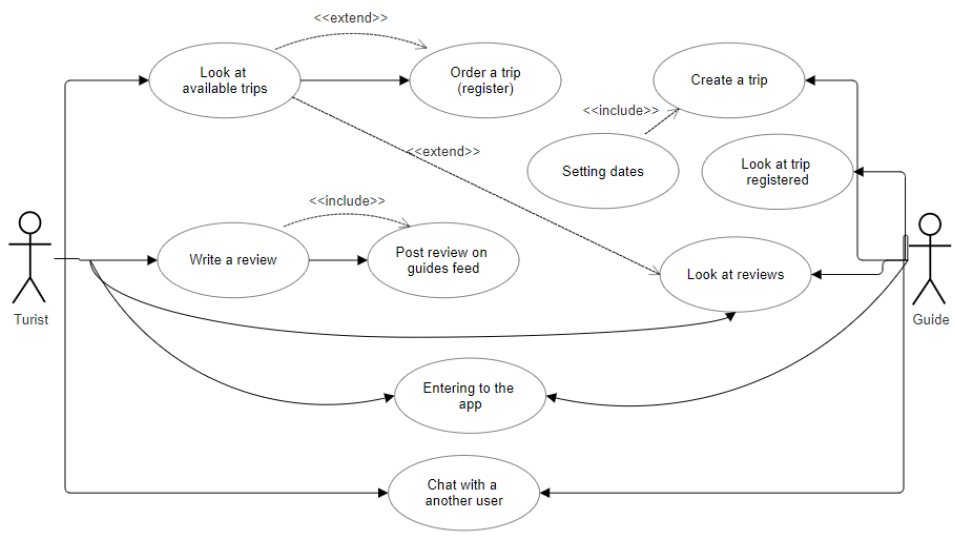 <<extend>>
Look at
available trips
Order a trip
(register)
Create a trip
<<include>>
<<extend>>
Setting dates
Look at trip
registered
<<include>>
Write a review
Post review on
guides feed
Look at reviews
Turist
Guide
Entering to the
app
Chat with a
another user